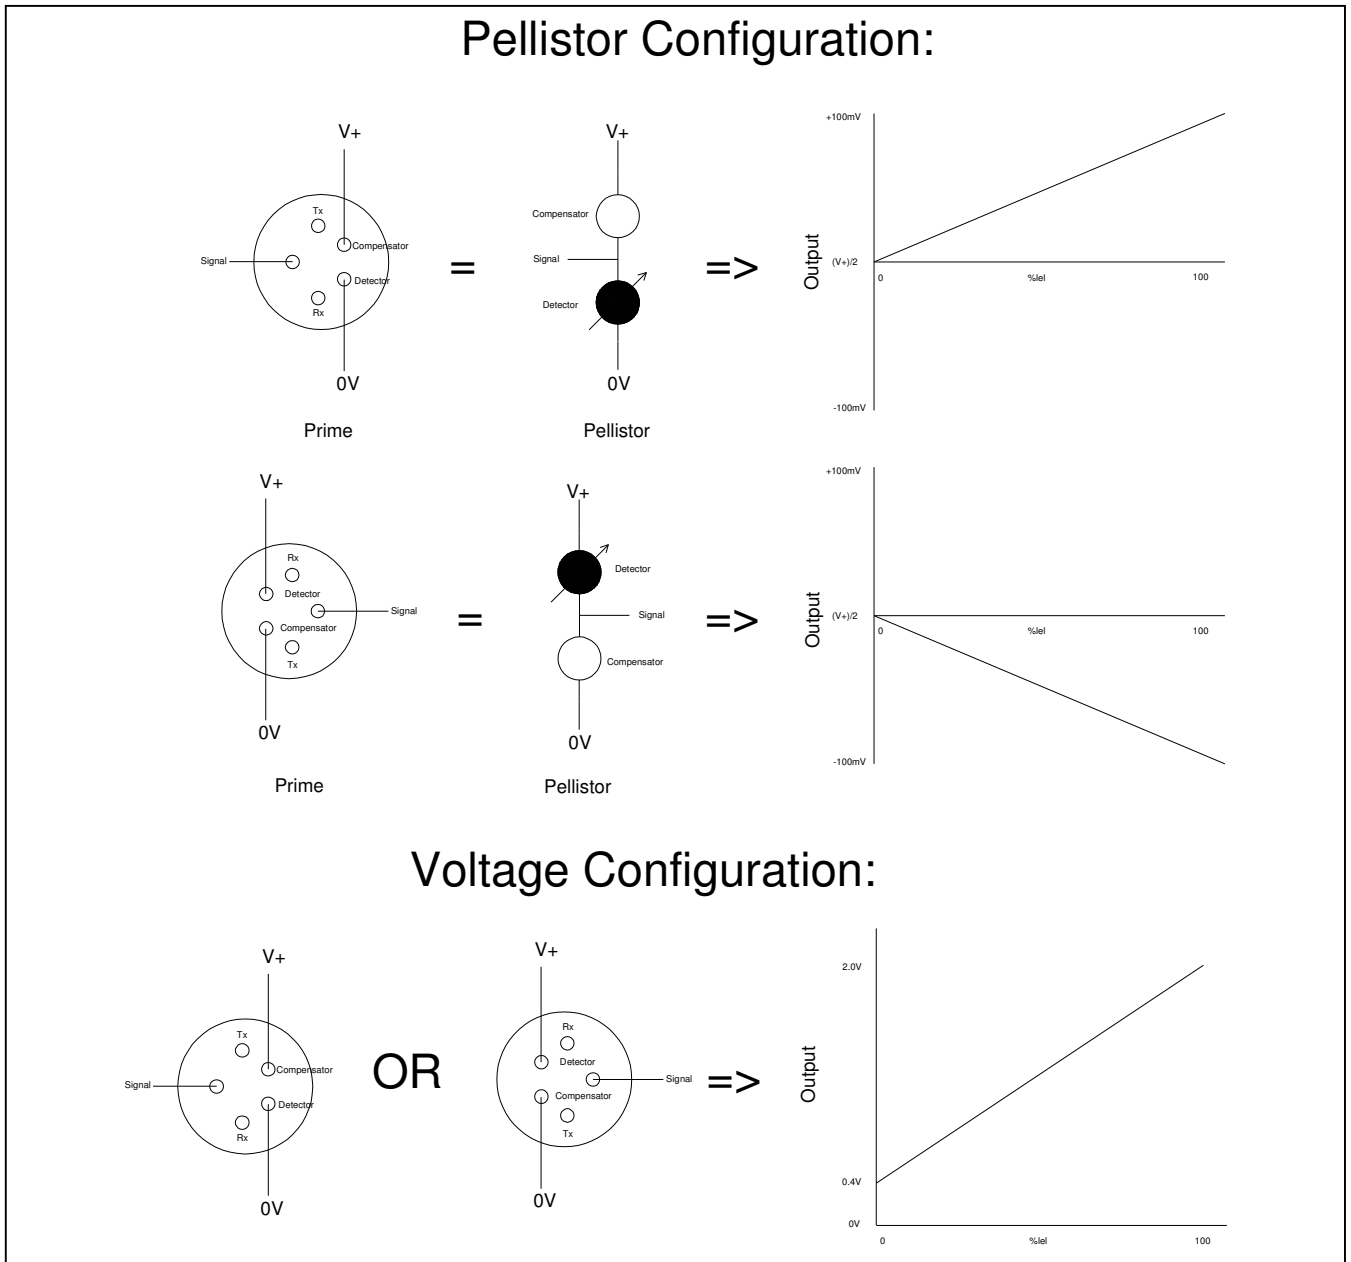 Pellistor Configuration:
V+
Tx
Compensator
Signal
Detector
Rx
0V
Prime
=
V+
Compensator
Signal
Detector
0V
Pellistor
=>
Output
+100mV
(V+)/2
0
%lel
100
-100mV
V+
Rx
Detector
Signal
Compensator
Tx
0V
Prime
=
V+
Detector
Signal
Compensator
0V
Pellistor
=>
Output
+100mV
(V+)/2
0
%lel
100
-100mV
Voltage Configuration:
V+
Tx
Compensator
Signal
Detector
Rx
0V
OR
V+
Rx
Detector
Signal
Compensator
Tx
0V
=>
Output
2.0V
0.4V
0V
0
%lel
100